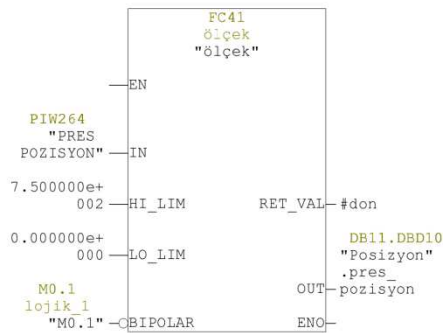 FC41
ölçek
"ölçek"
EN
PIW264
"PRES
POZISYON"
IN
7.500000e+
002
HI_LIM
RET_VAL
#don
0.000000e+
000
LO_LIM
DB11.DBD10
"Posizyon"
.pres_
pozisyon
OUT
M0.1
lojik_1
"M0.1"
BIPOLAR
ENO